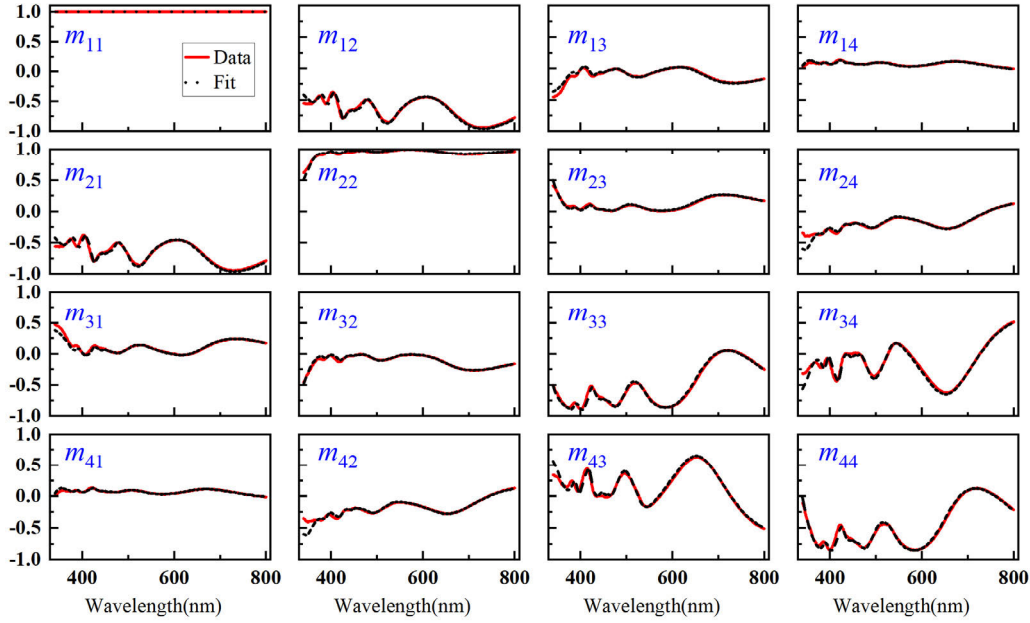 1.0 m11 m12 m13 m14
0.5 Data
0.0 Fit
-0.5
-1.0
1.0 m21 m22 m23 m24
0.5
0.0
-0.5
-1.0
1.0 m31 m32 m33 m34
0.5
0.0
-0.5
-1.0
1.0 m41 m42 m43 m44
0.5
0.0
-0.5
-1.0
400 600 800 400 600 800 400 600 800 400 600 800
Wavelength(nm) Wavelength(nm) Wavelength(nm) Wavelength(nm)